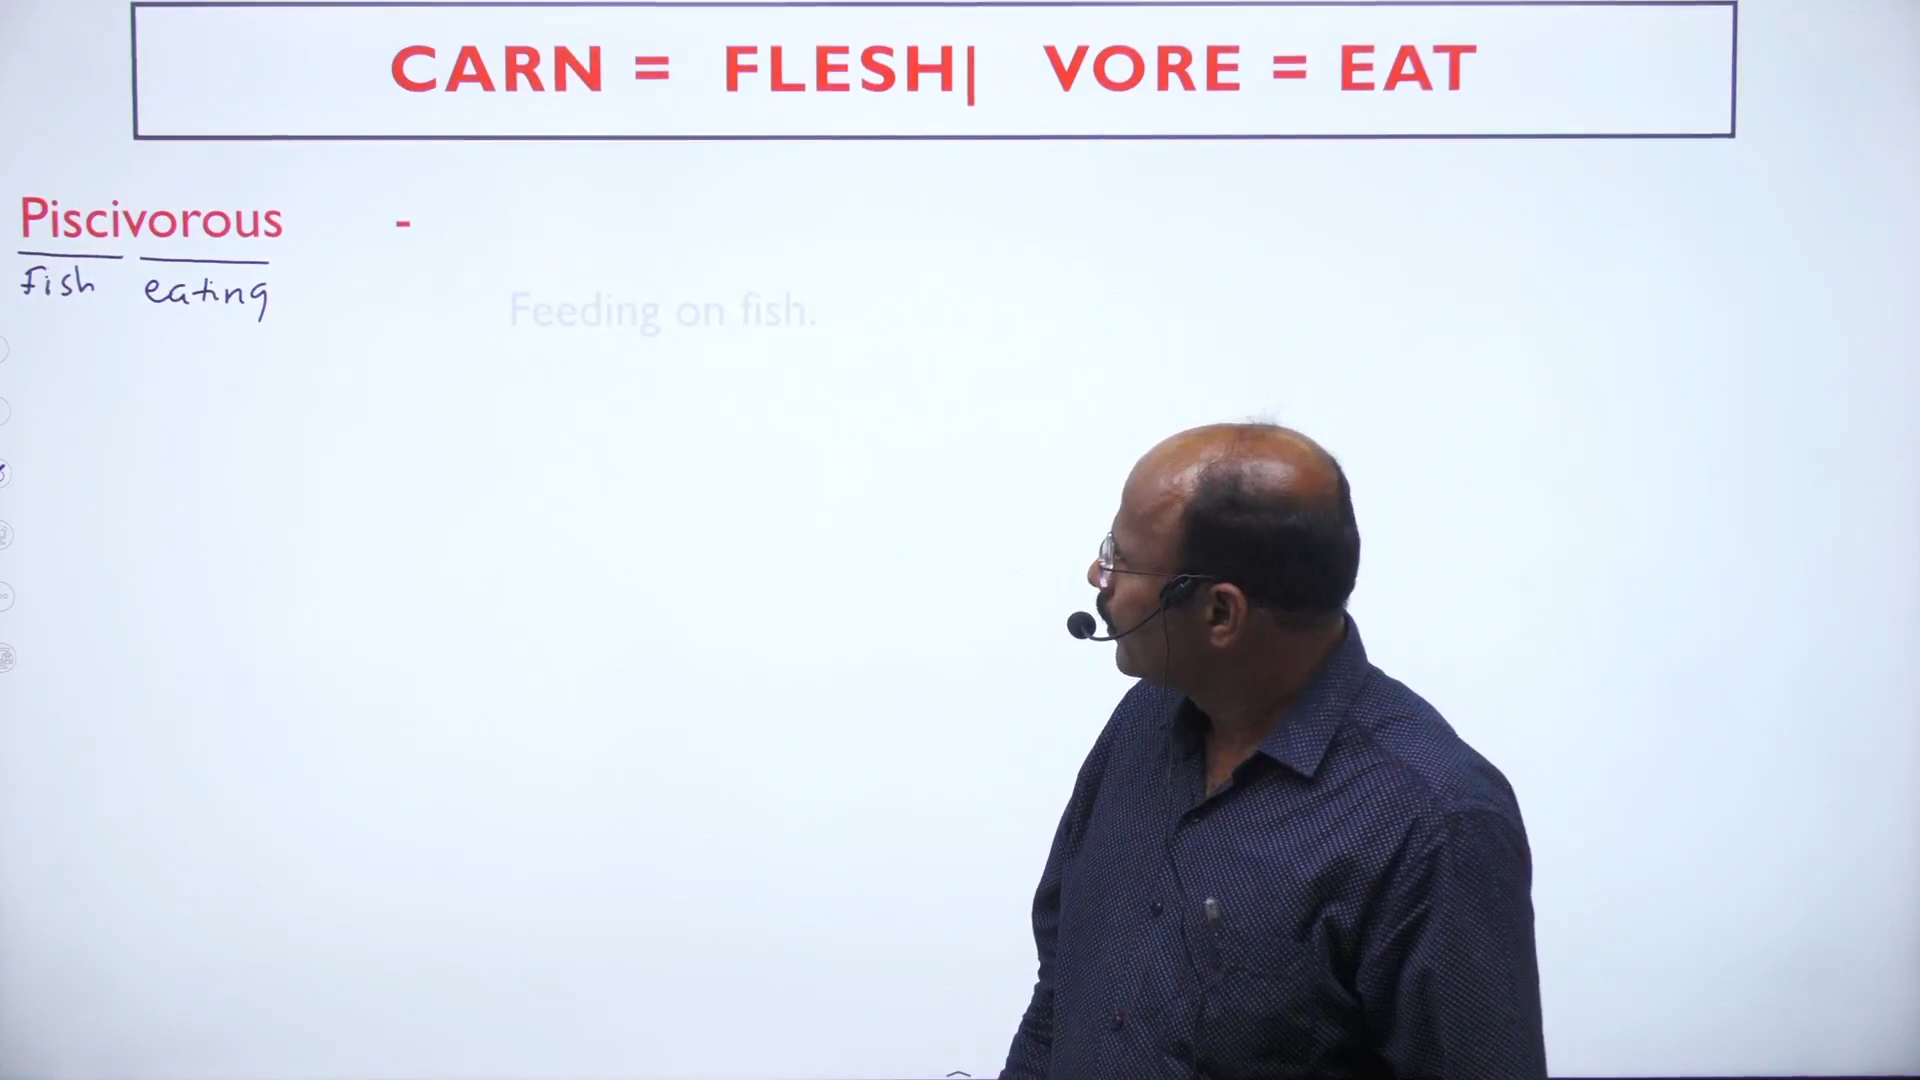 CARN = FLESH| VORE = EAT
Piscivorous -
Fish eating
Feeding on fish.